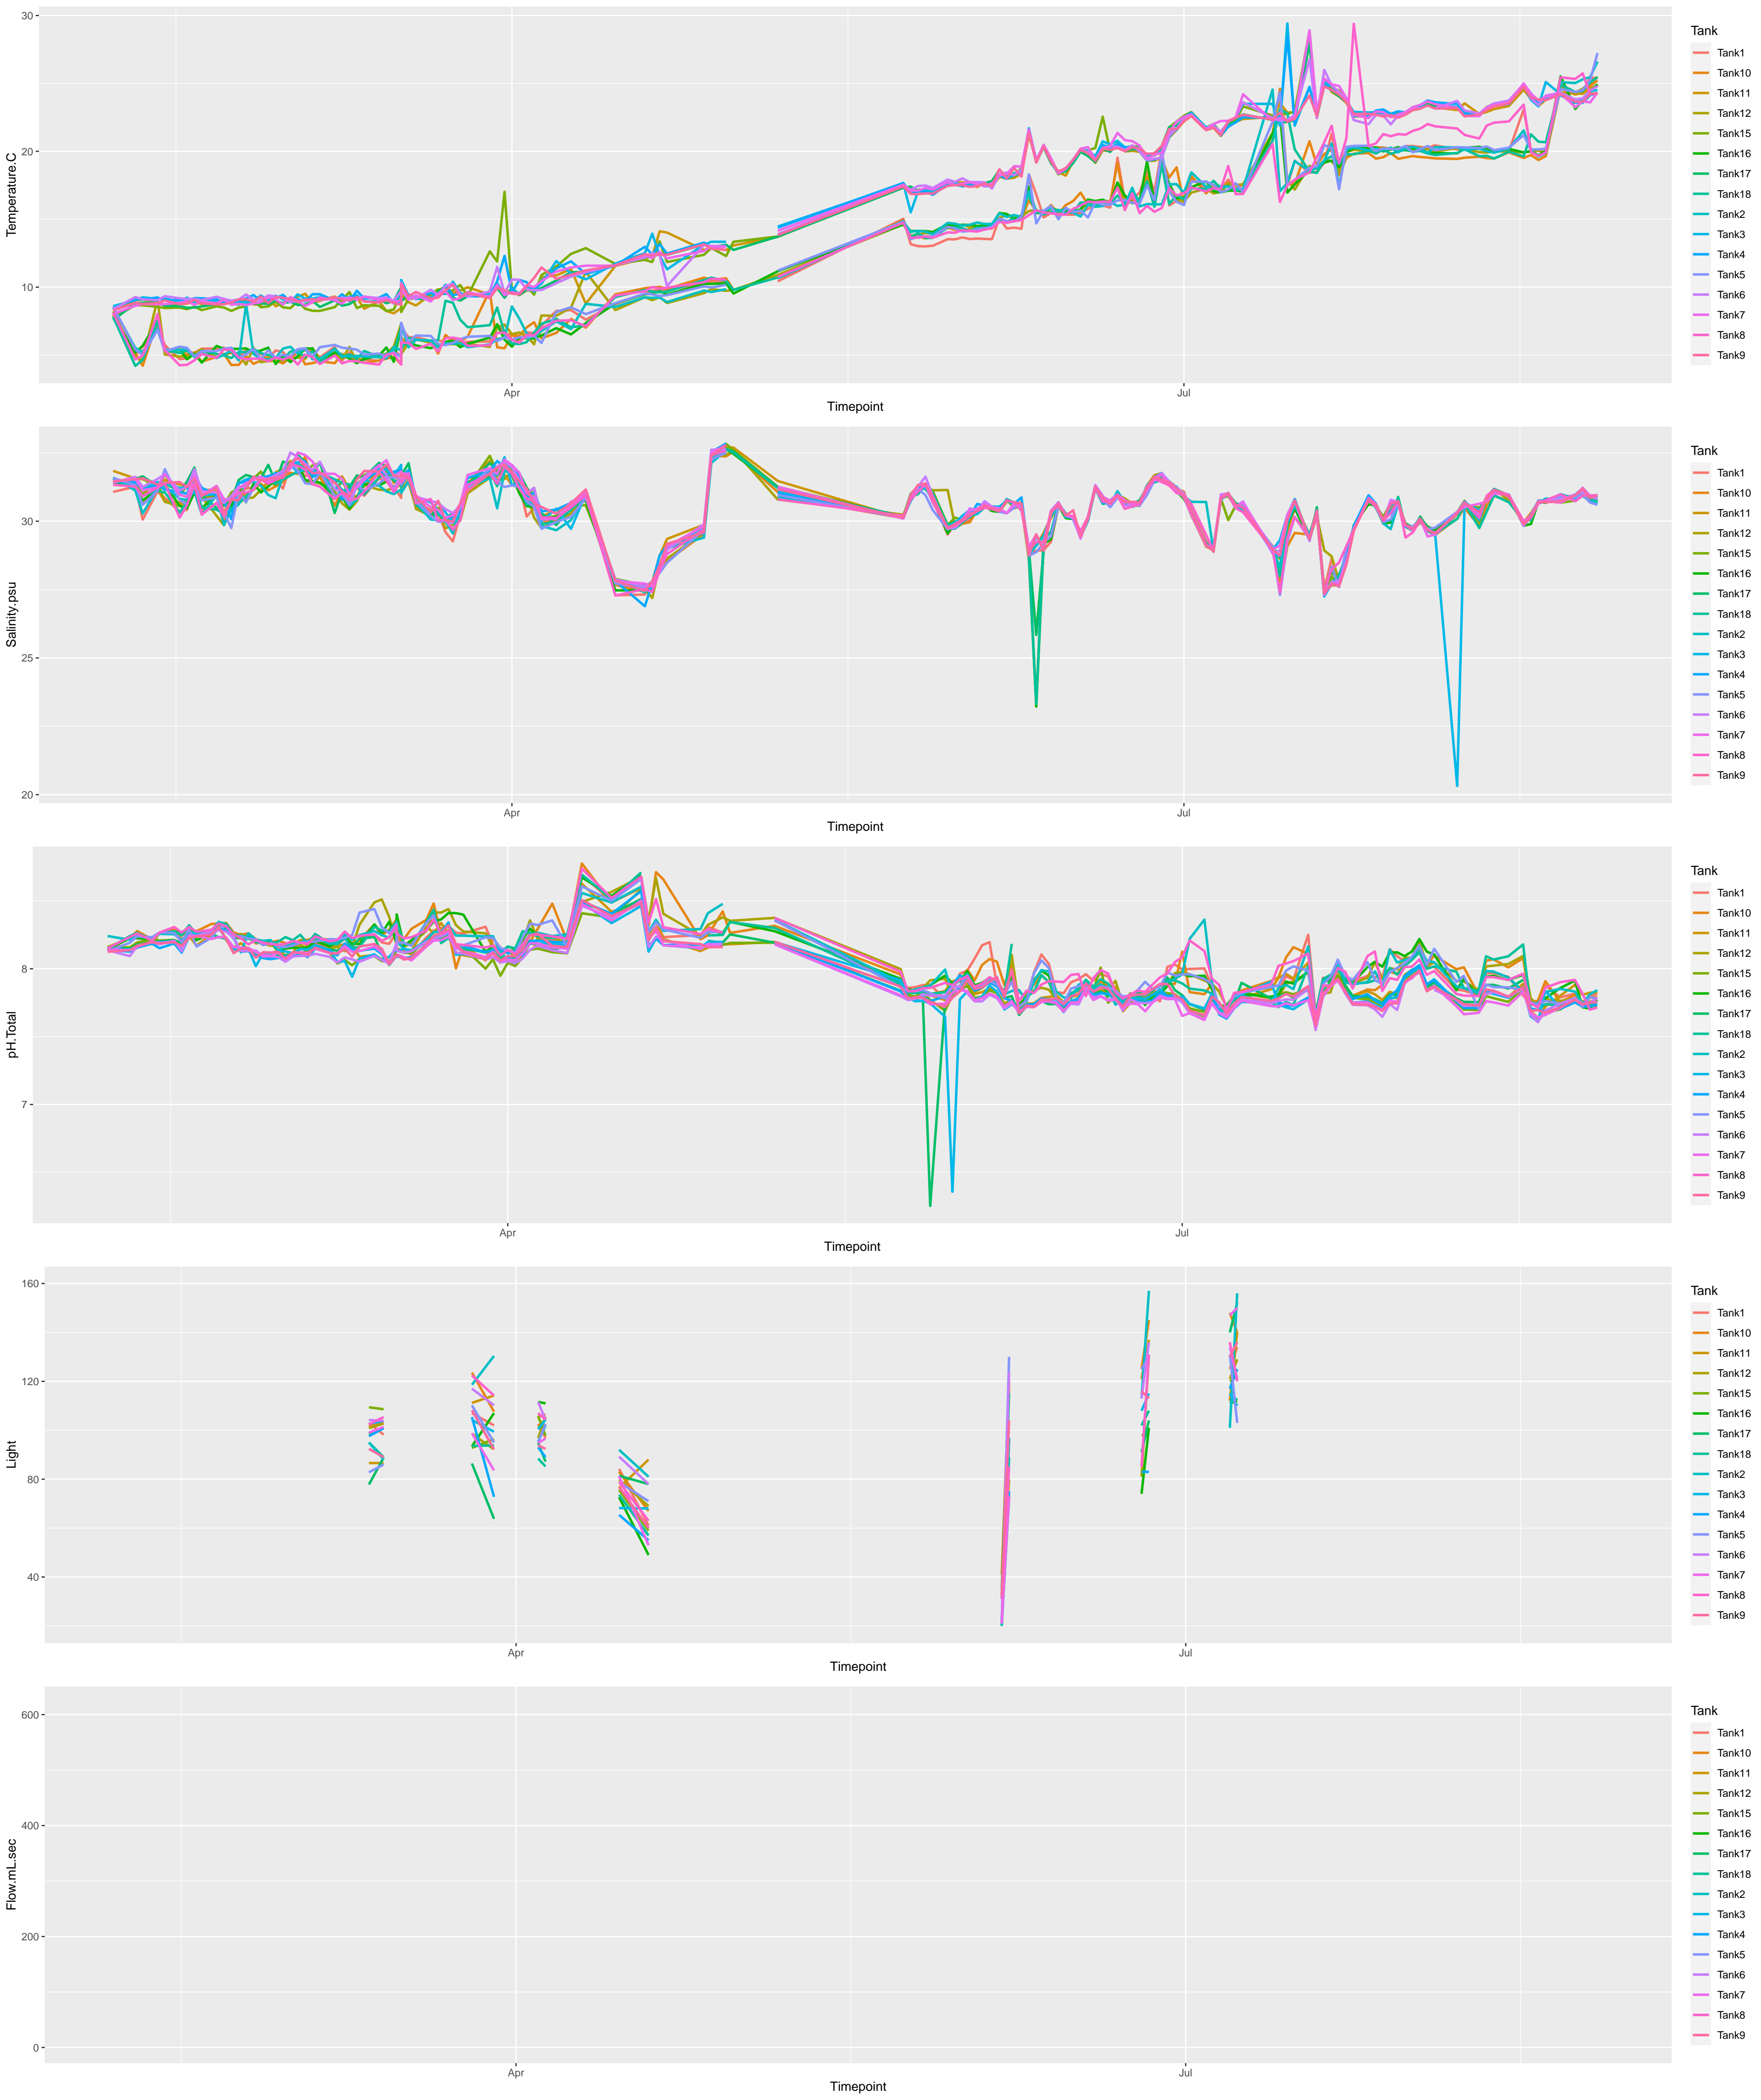 Temperature.C
30
20
10
Apr
Jul
Timepoint
Tank
Tank1
Tank10
Tank11
Tank12
Tank15
Tank16
Tank17
Tank18
Tank2
Tank3
Tank4
Tank5
Tank6
Tank7
Tank8
Tank9
Salinity.psu
30
25
20
Apr
Jul
Timepoint
Tank
Tank1
Tank10
Tank11
Tank12
Tank15
Tank16
Tank17
Tank18
Tank2
Tank3
Tank4
Tank5
Tank6
Tank7
Tank8
Tank9
pH.Total
8
7
Apr
Jul
Timepoint
Tank
Tank1
Tank10
Tank11
Tank12
Tank15
Tank16
Tank17
Tank18
Tank2
Tank3
Tank4
Tank5
Tank6
Tank7
Tank8
Tank9
Light
160
120
80
40
Apr
Jul
Timepoint
Tank
Tank1
Tank10
Tank11
Tank12
Tank15
Tank16
Tank17
Tank18
Tank2
Tank3
Tank4
Tank5
Tank6
Tank7
Tank8
Tank9
Flow.mL.sec
600
400
200
0
Apr
Jul
Timepoint
Tank
Tank1
Tank10
Tank11
Tank12
Tank15
Tank16
Tank17
Tank18
Tank2
Tank3
Tank4
Tank5
Tank6
Tank7
Tank8
Tank9